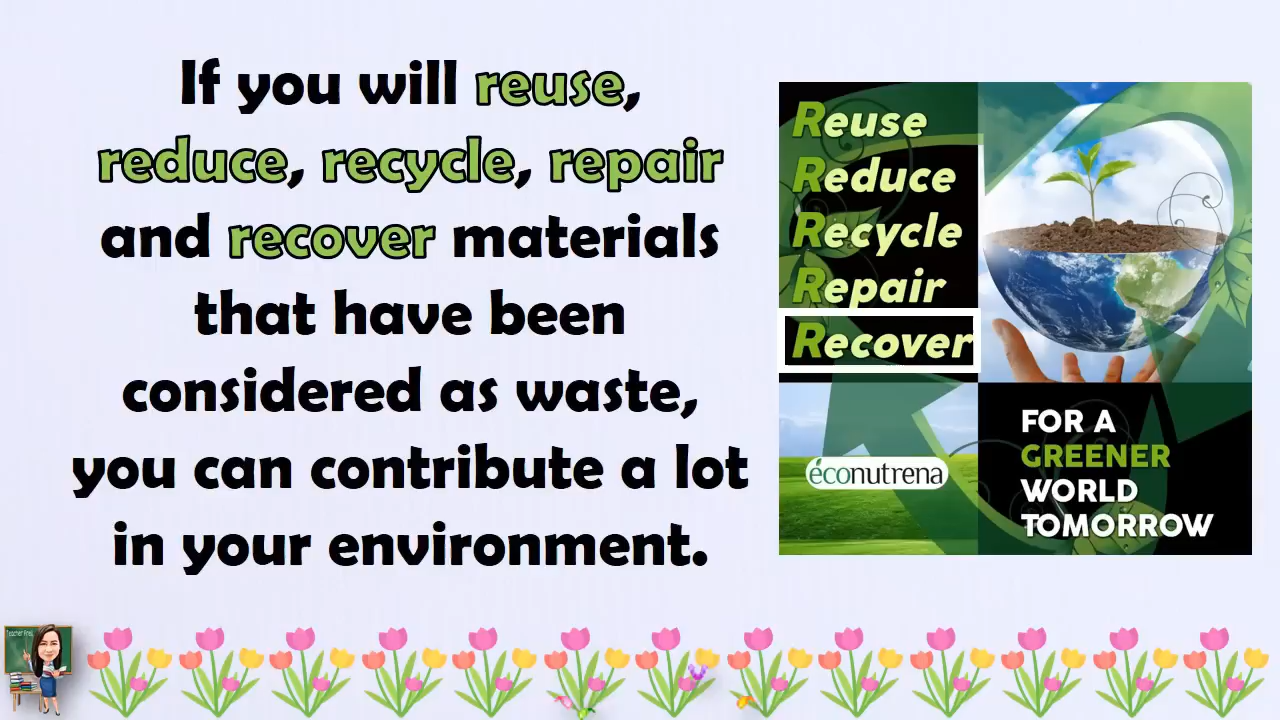 If you will reuse,
reduce, recycle, repair
and recover materials
that have been
considered as waste,
you can contribute a lot
in your environment.
Reuse
Reduce
Recycle
Repair
Recover
éconutrena
FOR A
GREENER
WORLD
TOMORROW